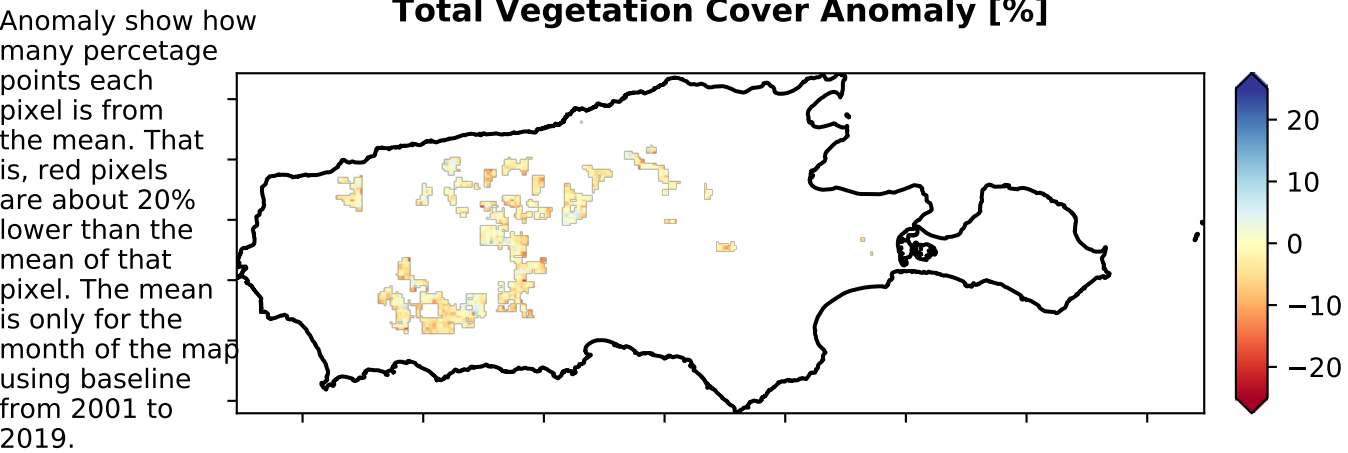 Total Vegetation Cover Anomaly [%]
Anomaly show how
many percetage
points each
pixel is from
the mean. That
is, red pixels
are about 20%
lower than the
mean of that
pixel. The mean
is only for the
month of the map
using baseline
from 2001 to
2019.
20
10
0
−10
−20